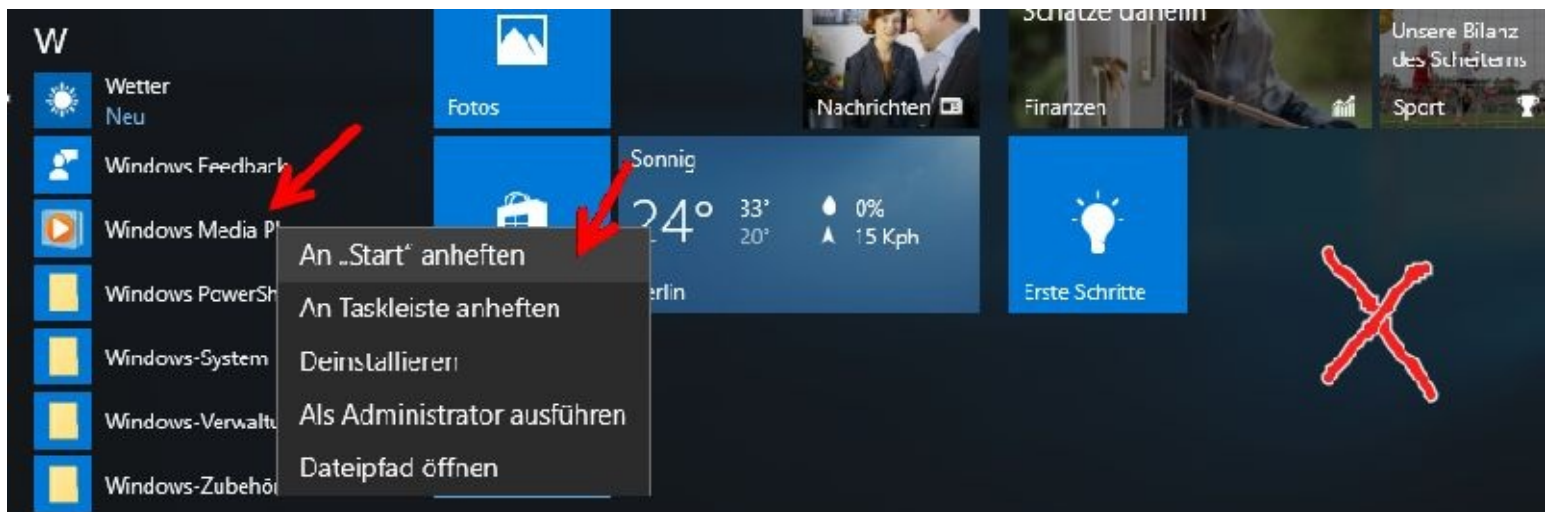 W
Wetter
Neu
Windows Feedback
Windows Media Pl
Windows PowerSh
Windows-System
Windows-Verwaltu
Windows-Zubehör
An „Start“ anheften
An Taskleiste anheften
Deinstallieren
Als Administrator ausführen
Dateipfad öffnen
Fotos
Nachrichten
Finanzen
Unsere Bilanz
des Scheiterns
Sport
Sonnig
24° 33° 0%
20° 15 Kph
erlin
Erste Schritte